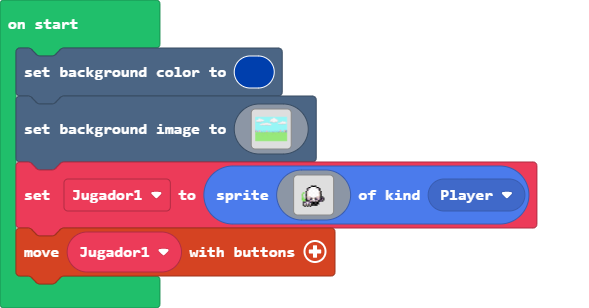 on start
set background color to
set background image to
set Jugador1 to sprite of kind Player
move Jugador1 with buttons